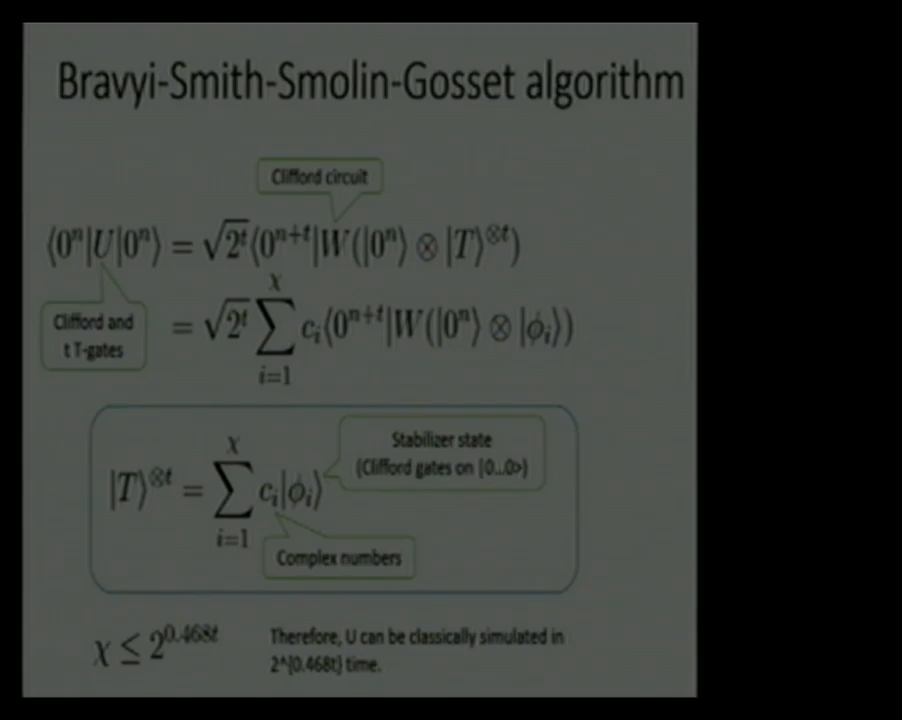 Bravyi-Smith-Smolin-Gosset algorithm
Clifford circuit
⟨0ⁿ|U|0ⁿ⟩ = √2ᵗ⟨0ⁿ⁺ᵗ|W(|0ⁿ⟩ ⊗ |T⟩^⊗t)
Clifford and
t T-gates
= √2ᵗ ∑_{i=1}^{χ} cᵢ⟨0ⁿ⁺ᵗ|W(|0ⁿ⟩ ⊗ |ϕᵢ⟩)
Stabilizer state
(Clifford gates on |0...0>)
|T⟩^⊗t = ∑_{i=1}^{χ} cᵢ|ϕᵢ⟩
Complex numbers
χ ≤ 2^{0.468t}
Therefore, U can be classically simulated in
2^{0.468t} time.